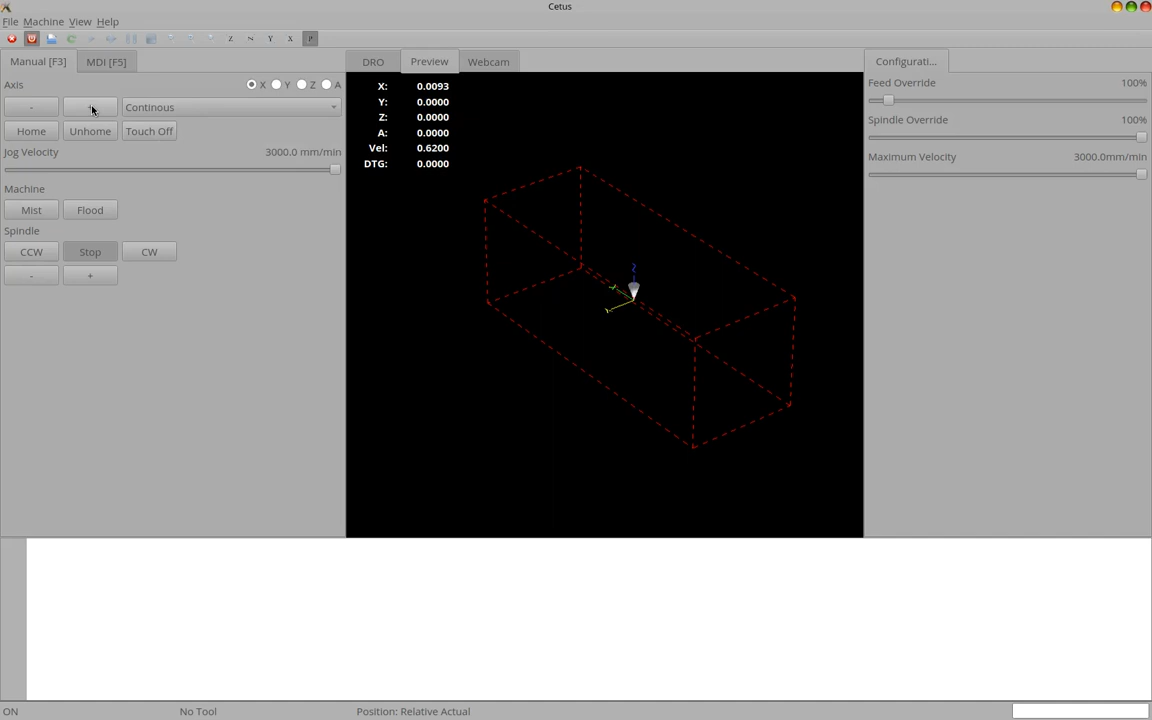 Cetus
File Machine View Help
Z Y X P
Manual [F3] MDI [F5] DRO Preview Webcam Configurati...
Axis X Y Z A
- + Continous
Home Unhome Touch Off
Jog Velocity 3000.0 mm/min
Machine
Mist Flood
Spindle
CCW Stop CW
- +
X: 0.0093
Y: 0.0000
Z: 0.0000
A: 0.0000
Vel: 0.6200
DTG: 0.0000
Feed Override 100%
Spindle Override 100%
Maximum Velocity 3000.0mm/min
ON No Tool Position: Relative Actual